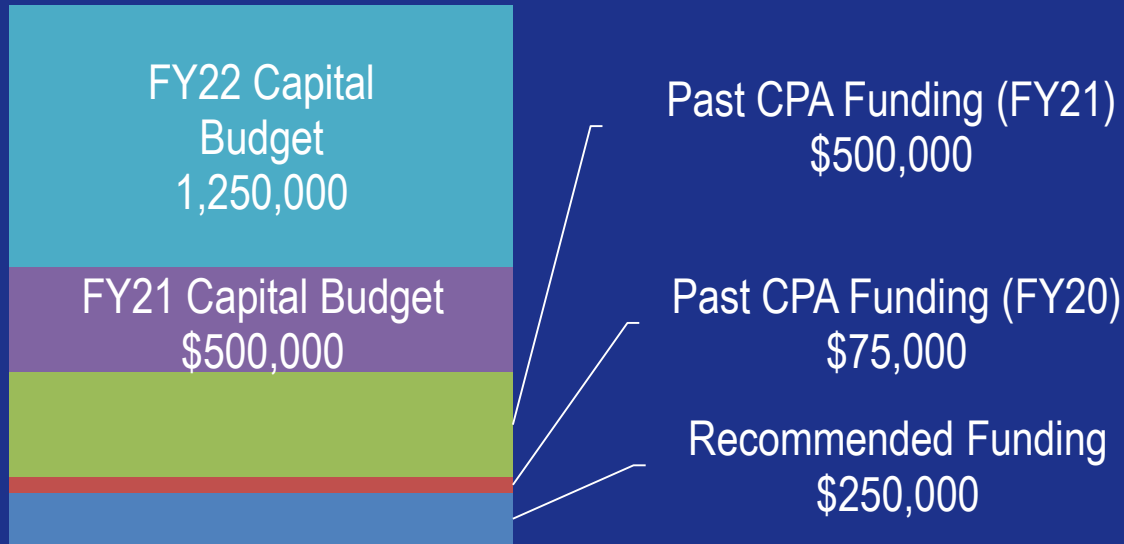 FY22 Capital
Budget
1,250,000
FY21 Capital Budget
$500,000
Past CPA Funding (FY21)
$500,000
Past CPA Funding (FY20)
$75,000
Recommended Funding
$250,000